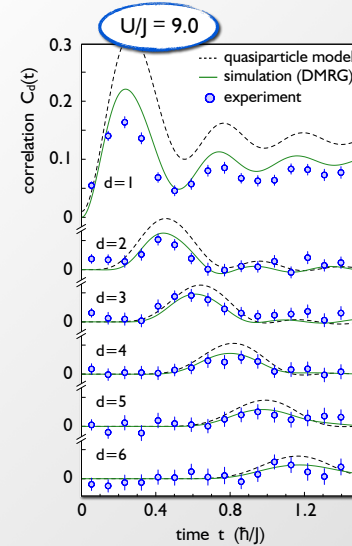 U/J = 9.0
0.3
quasiparticle model
simulation (DMRG)
experiment
0.2
correlation C_d(t)
0.1
d=1
0
d=2
0
d=3
0
d=4
0
d=5
0
d=6
0
0 0.4 0.8 1.2
time t (ħ/J)